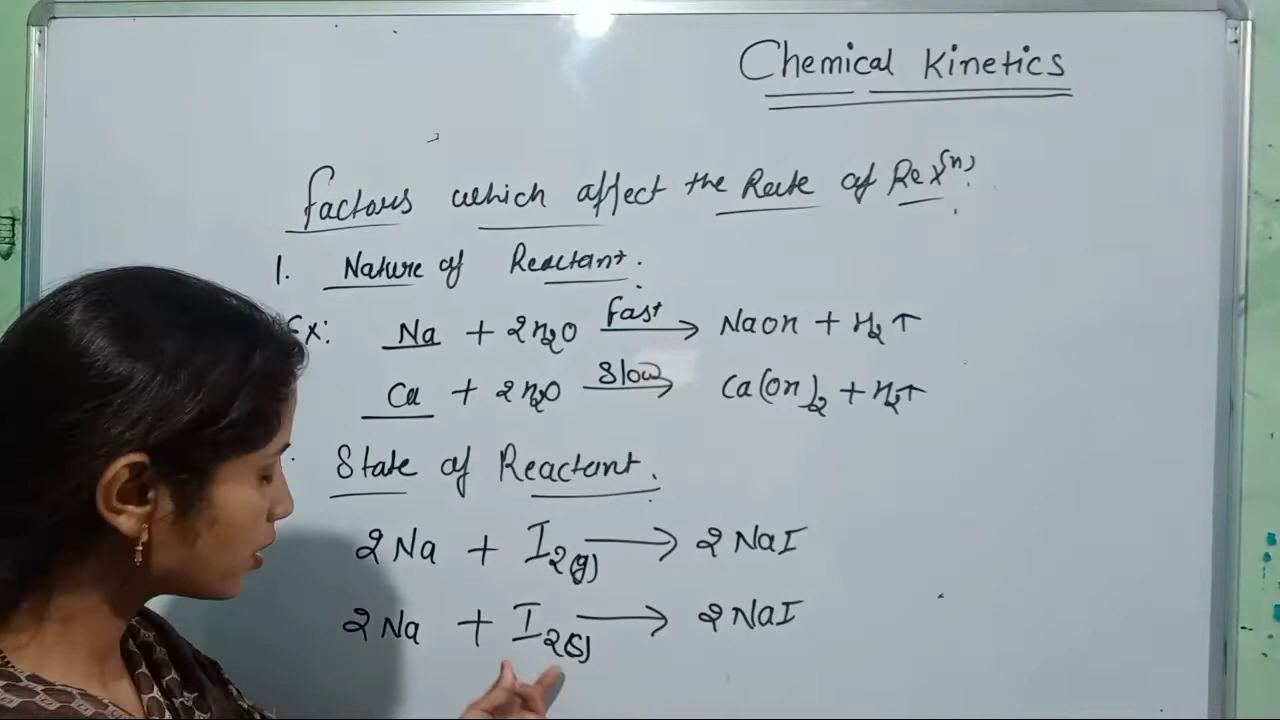 Chemical Kinetics
Factors which affect the Rate of Rex(n).
1. Nature of Reactant.
Ex: Na + 2H2O fast → NaOH + H2 ↑
Ca + 2H2O slow → Ca(OH)2 + H2↑
State of Reactant.
2Na + I2(g) → 2NaI
2Na + I2(s) → 2NaI